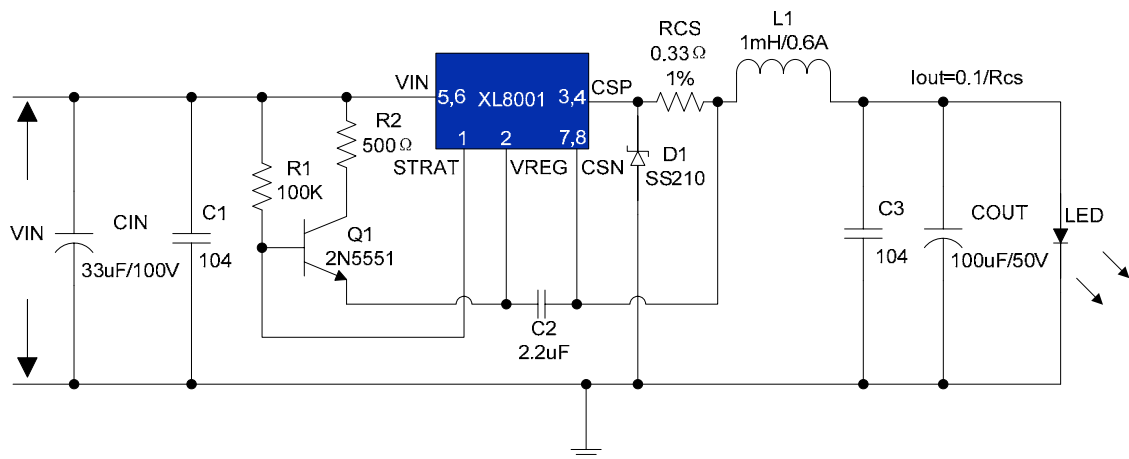 L1
1mH/0.6A
RCS
0.33Ω
1%
Iout=0.1/Rcs
VIN
5,6
XL8001
3,4
CSP
1
2
7,8
STRAT
VREG
CSN
R2
500Ω
R1
100K
D1
SS210
VIN
CIN
33uF/100V
C1
104
Q1
2N5551
C2
2.2uF
C3
104
COUT
100uF/50V
LED